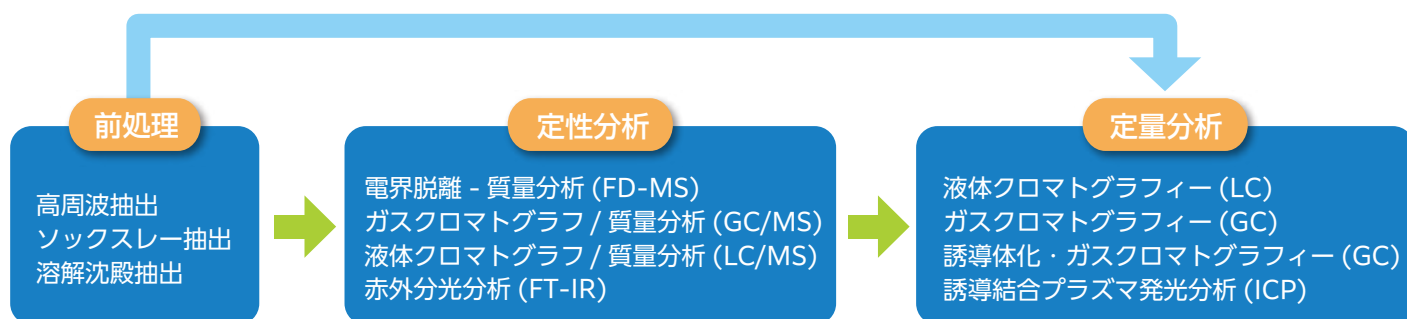 前処理
高周波抽出
ソックスレー抽出
溶解沈殿抽出
定性分析
電界脱離 - 質量分析 (FD-MS)
ガスクロマトグラフ / 質量分析 (GC/MS)
液体クロマトグラフ / 質量分析 (LC/MS)
赤外分光分析 (FT-IR)
定量分析
液体クロマトグラフィー (LC)
ガスクロマトグラフィー (GC)
誘導体化・ガスクロマトグラフィー (GC)
誘導結合プラズマ発光分析 (ICP)